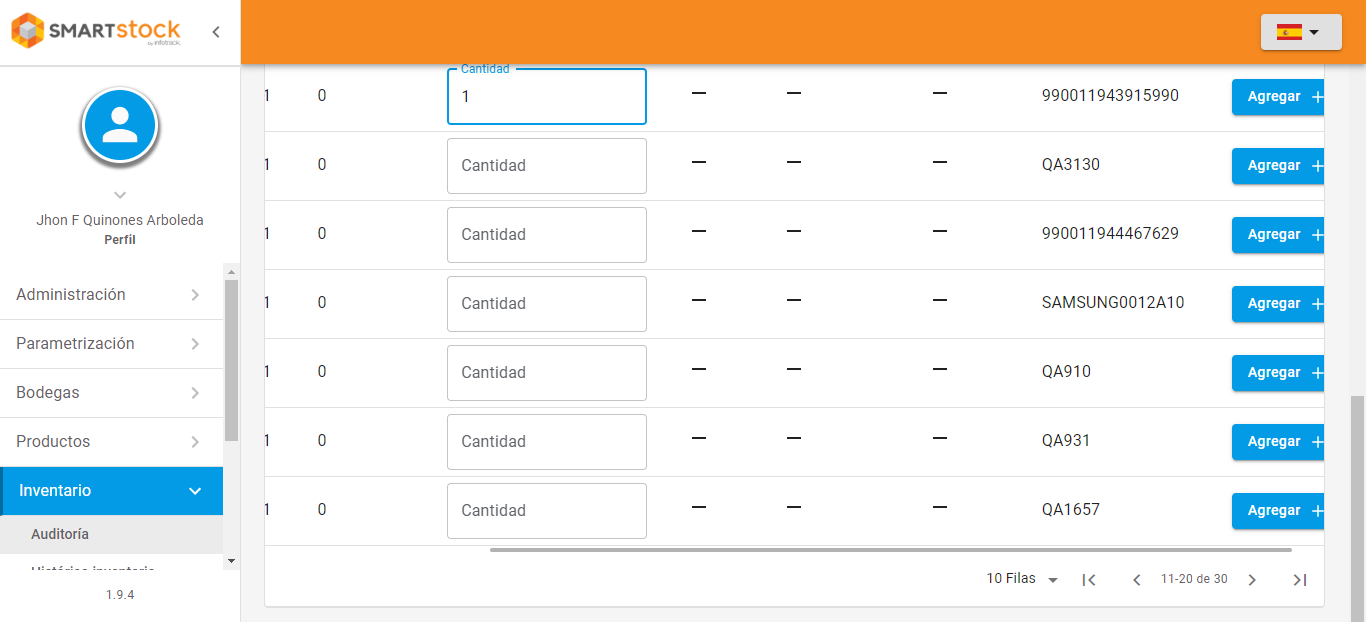 SMARTstock
by infotrack.
Jhon F Quinones Arboleda
Perfil
Administración
Parametrización
Bodegas
Productos
Inventario
Auditoría
Histórico inventario
1.9.4
Cantidad
1 0 1 — — — 990011943915990 Agregar +
1 0 Cantidad — — — QA3130 Agregar +
1 0 Cantidad — — — 990011944467629 Agregar +
1 0 Cantidad — — — SAMSUNG0012A10 Agregar +
1 0 Cantidad — — — QA910 Agregar +
1 0 Cantidad — — — QA931 Agregar +
1 0 Cantidad — — — QA1657 Agregar +
10 Filas 11-20 de 30